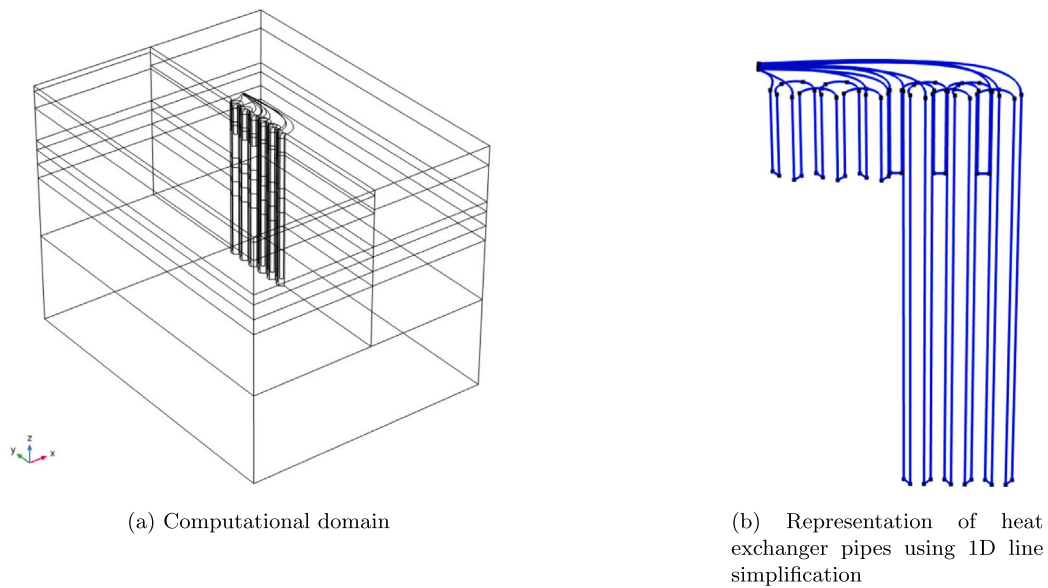 z
y
x
(a) Computational domain
(b) Representation of heat
exchanger pipes using 1D line
simplification